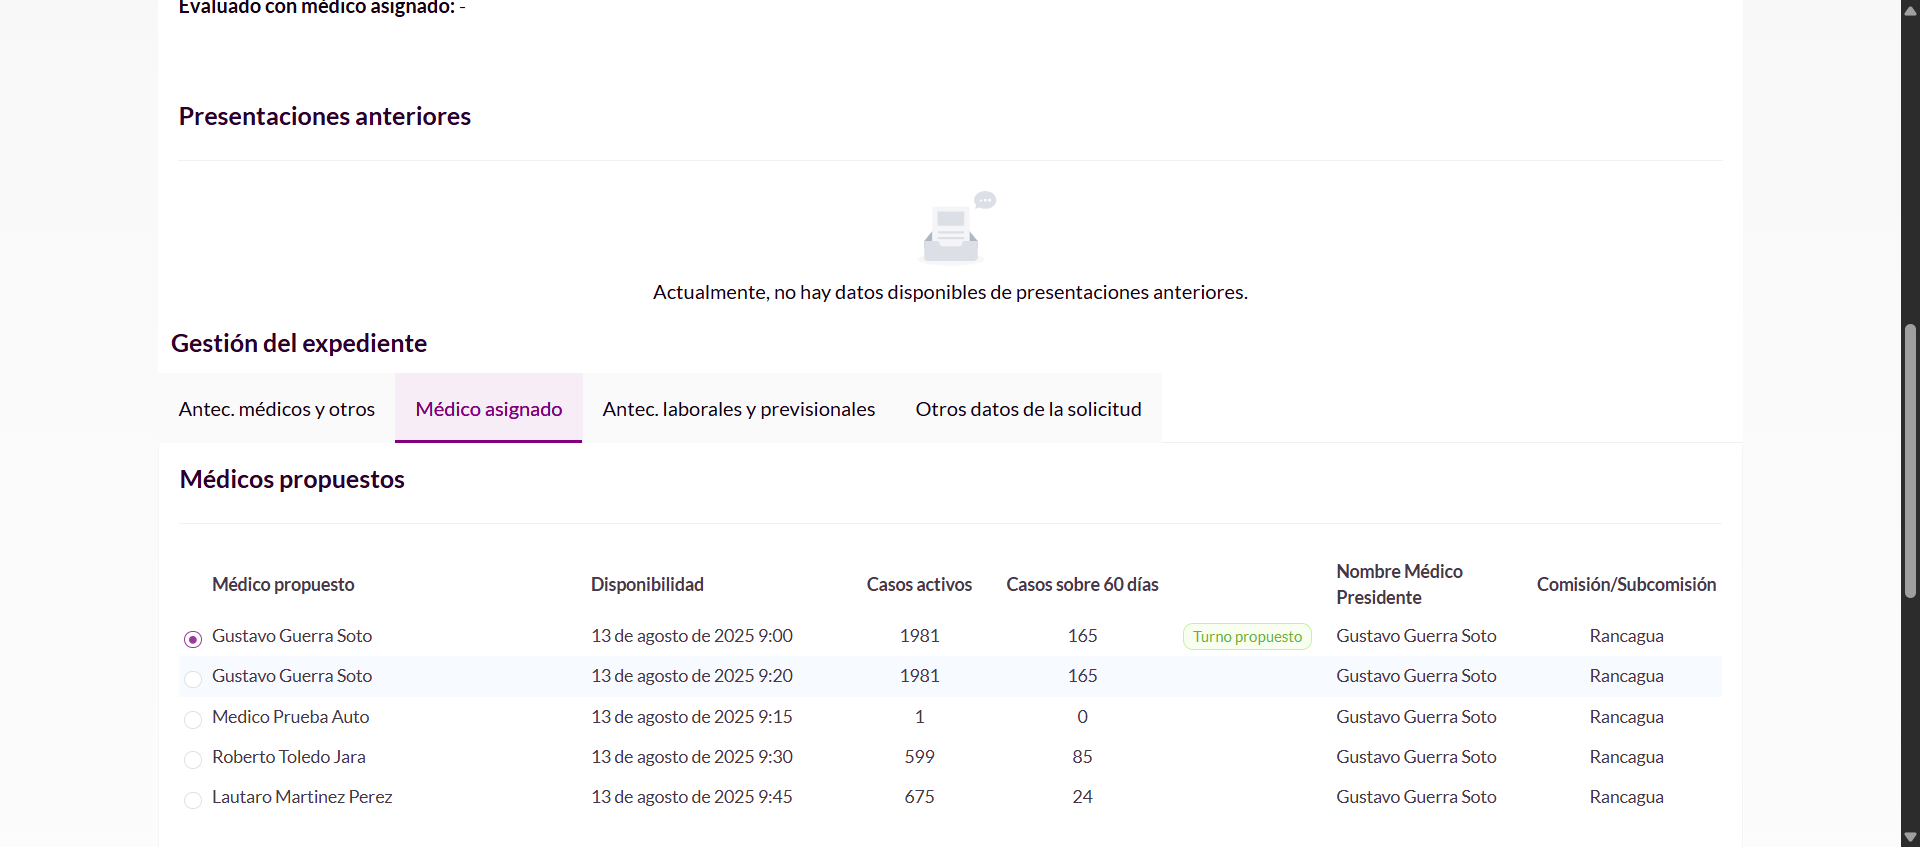 Evaluado con médico asignado: -
Presentaciones anteriores
Actualmente, no hay datos disponibles de presentaciones anteriores.
Gestión del expediente
Antec. médicos y otros Médico asignado Antec. laborales y previsionales Otros datos de la solicitud
Médicos propuestos
Médico propuesto Disponibilidad Casos activos Casos sobre 60 días Nombre Médico Presidente Comisión/Subcomisión
Gustavo Guerra Soto 13 de agosto de 2025 9:00 1981 165 Turno propuesto Gustavo Guerra Soto Rancagua
Gustavo Guerra Soto 13 de agosto de 2025 9:20 1981 165 Gustavo Guerra Soto Rancagua
Medico Prueba Auto 13 de agosto de 2025 9:15 1 0 Gustavo Guerra Soto Rancagua
Roberto Toledo Jara 13 de agosto de 2025 9:30 599 85 Gustavo Guerra Soto Rancagua
Lautaro Martinez Perez 13 de agosto de 2025 9:45 675 24 Gustavo Guerra Soto Rancagua